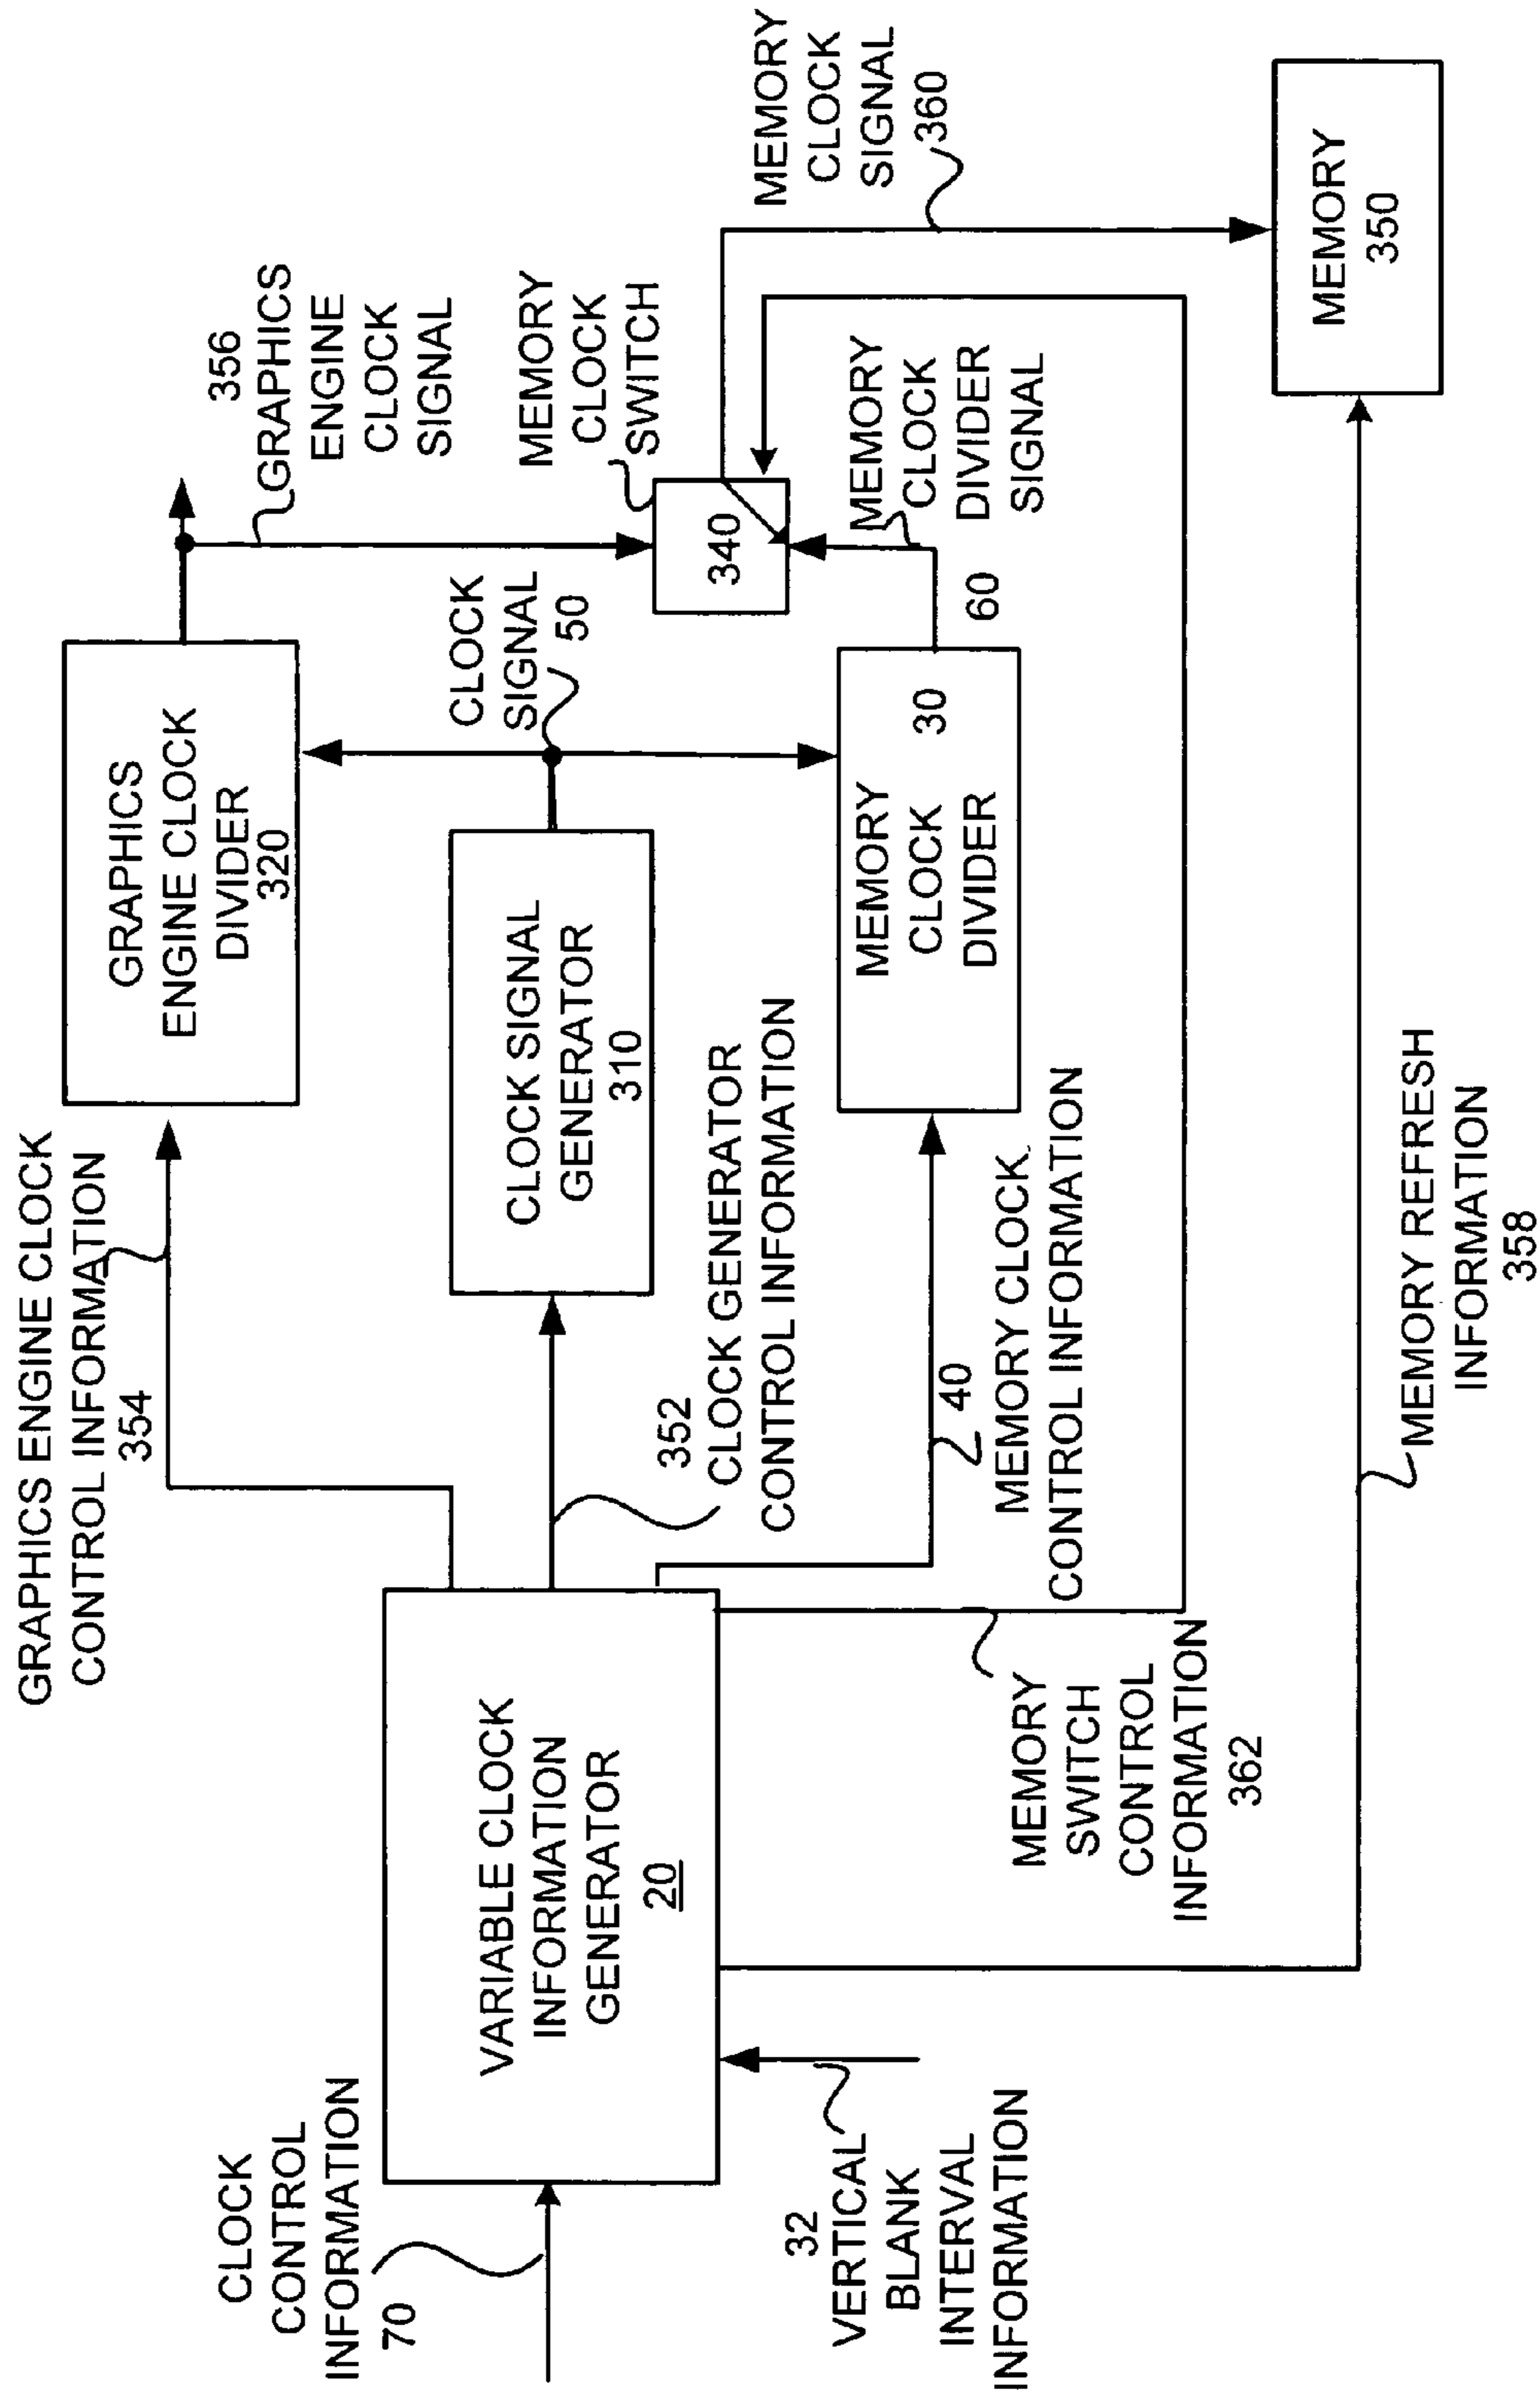 GRAPHICS ENGINE CLOCK
CONTROL INFORMATION
354
GRAPHICS
ENGINE CLOCK
DIVIDER
320
356
GRAPHICS
ENGINE
CLOCK
SIGNAL
CLOCK
CONTROL
INFORMATION
70
VARIABLE CLOCK
INFORMATION
GENERATOR
20
352
CLOCK GENERATOR
CONTROL INFORMATION
CLOCK SIGNAL
GENERATOR
310
CLOCK
SIGNAL
50
MEMORY
CLOCK
SWITCH
340
MEMORY
CLOCK
SIGNAL
360
32
VERTICAL
BLANK
INTERVAL
INFORMATION
40
MEMORY CLOCK
CONTROL INFORMATION
MEMORY
CLOCK
DIVIDER
30
60
MEMORY
CLOCK
DIVIDER
SIGNAL
MEMORY
SWITCH
CONTROL
INFORMATION
362
MEMORY
350
MEMORY REFRESH
INFORMATION
358